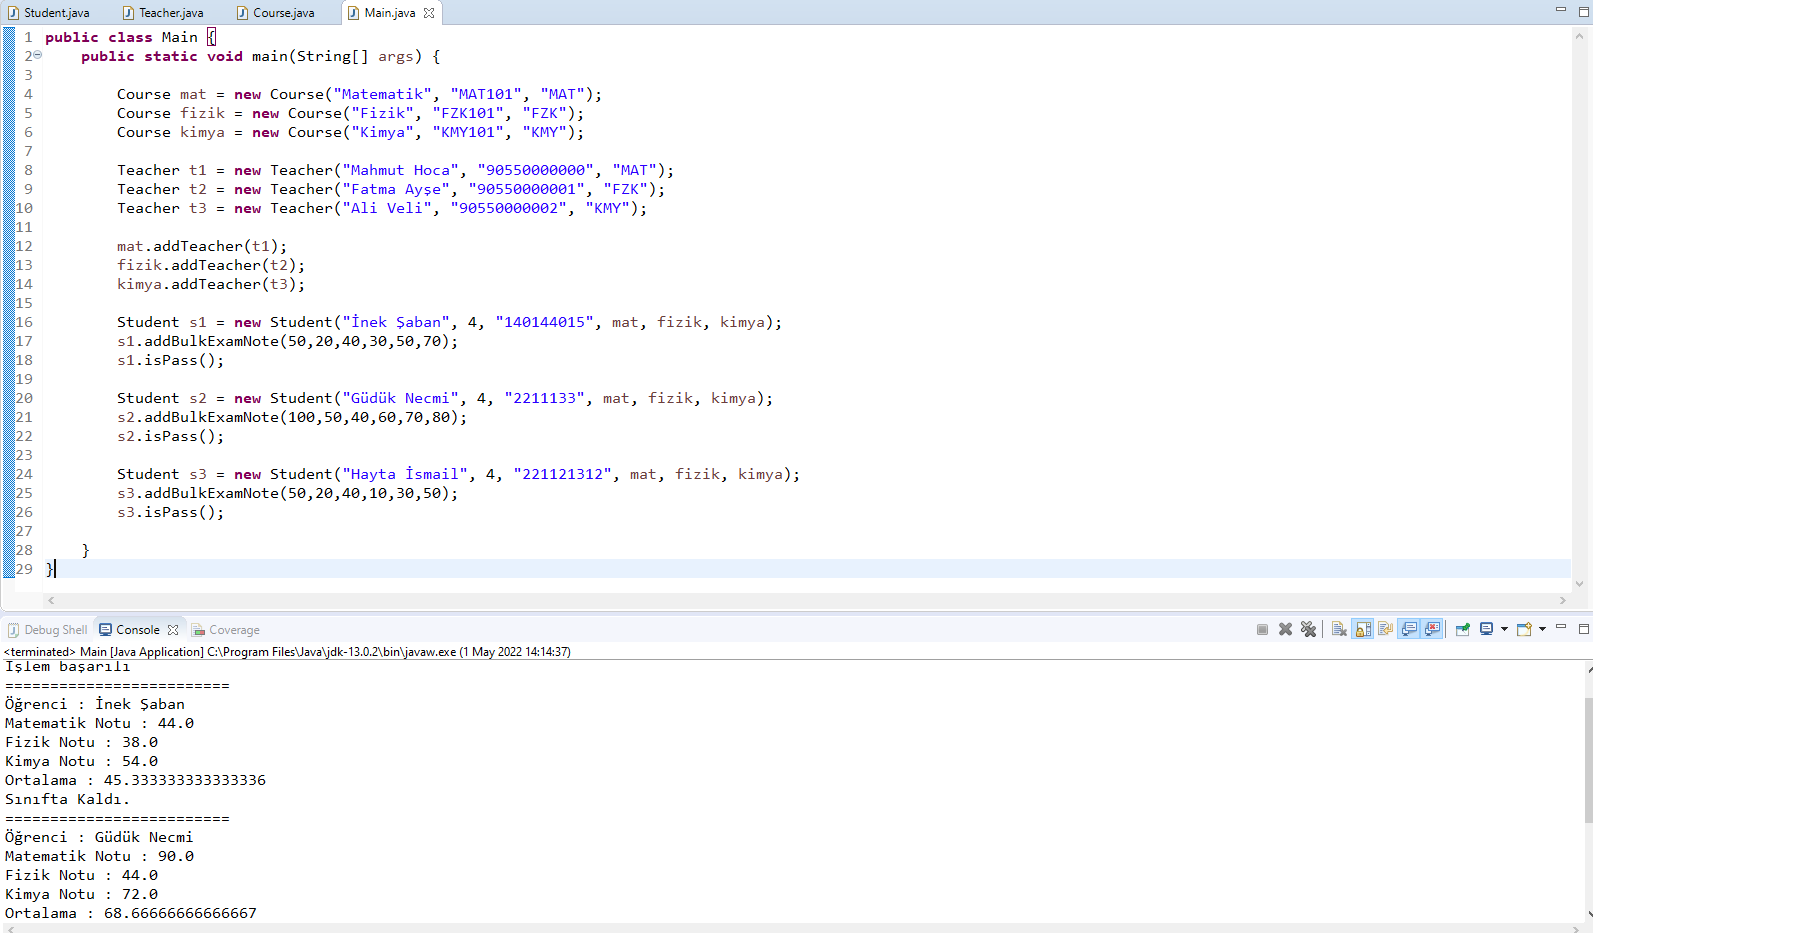 Student.java Teacher.java Course.java Main.java
1 public class Main {
2 public static void main(String[] args) {
3
4 Course mat = new Course("Matematik", "MAT101", "MAT");
5 Course fizik = new Course("Fizik", "FZK101", "FZK");
6 Course kimya = new Course("Kimya", "KMY101", "KMY");
7
8 Teacher t1 = new Teacher("Mahmut Hoca", "90550000000", "MAT");
9 Teacher t2 = new Teacher("Fatma Ayşe", "90550000001", "FZK");
10 Teacher t3 = new Teacher("Ali Veli", "90550000002", "KMY");
11
12 mat.addTeacher(t1);
13 fizik.addTeacher(t2);
14 kimya.addTeacher(t3);
15
16 Student s1 = new Student("İnek Şaban", 4, "140144015", mat, fizik, kimya);
17 s1.addBulkExamNote(50,20,40,30,50,70);
18 s1.isPass();
19
20 Student s2 = new Student("Güdük Necmi", 4, "2211133", mat, fizik, kimya);
21 s2.addBulkExamNote(100,50,40,60,70,80);
22 s2.isPass();
23
24 Student s3 = new Student("Hayta İsmail", 4, "221121312", mat, fizik, kimya);
25 s3.addBulkExamNote(50,20,40,10,30,50);
26 s3.isPass();
27
28 }
29 }
Debug Shell Console Coverage
<terminated> Main [Java Application] C:\Program Files\Java\jdk-13.0.2\bin\javaw.exe (1 May 2022 14:14:37)
İşlem başarılı
=========================
Öğrenci : İnek Şaban
Matematik Notu : 44.0
Fizik Notu : 38.0
Kimya Notu : 54.0
Ortalama : 45.333333333333336
Sınıfta Kaldı.
=========================
Öğrenci : Güdük Necmi
Matematik Notu : 90.0
Fizik Notu : 44.0
Kimya Notu : 72.0
Ortalama : 68.66666666666667